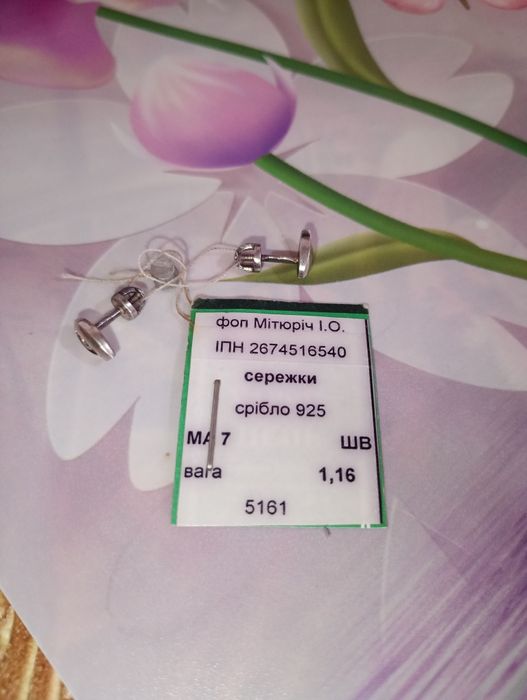 фоп Мітюріч І.О.
ІПН 2674516540
сережки
срібло 925
МА 7 ШВ
вага 1,16
5161